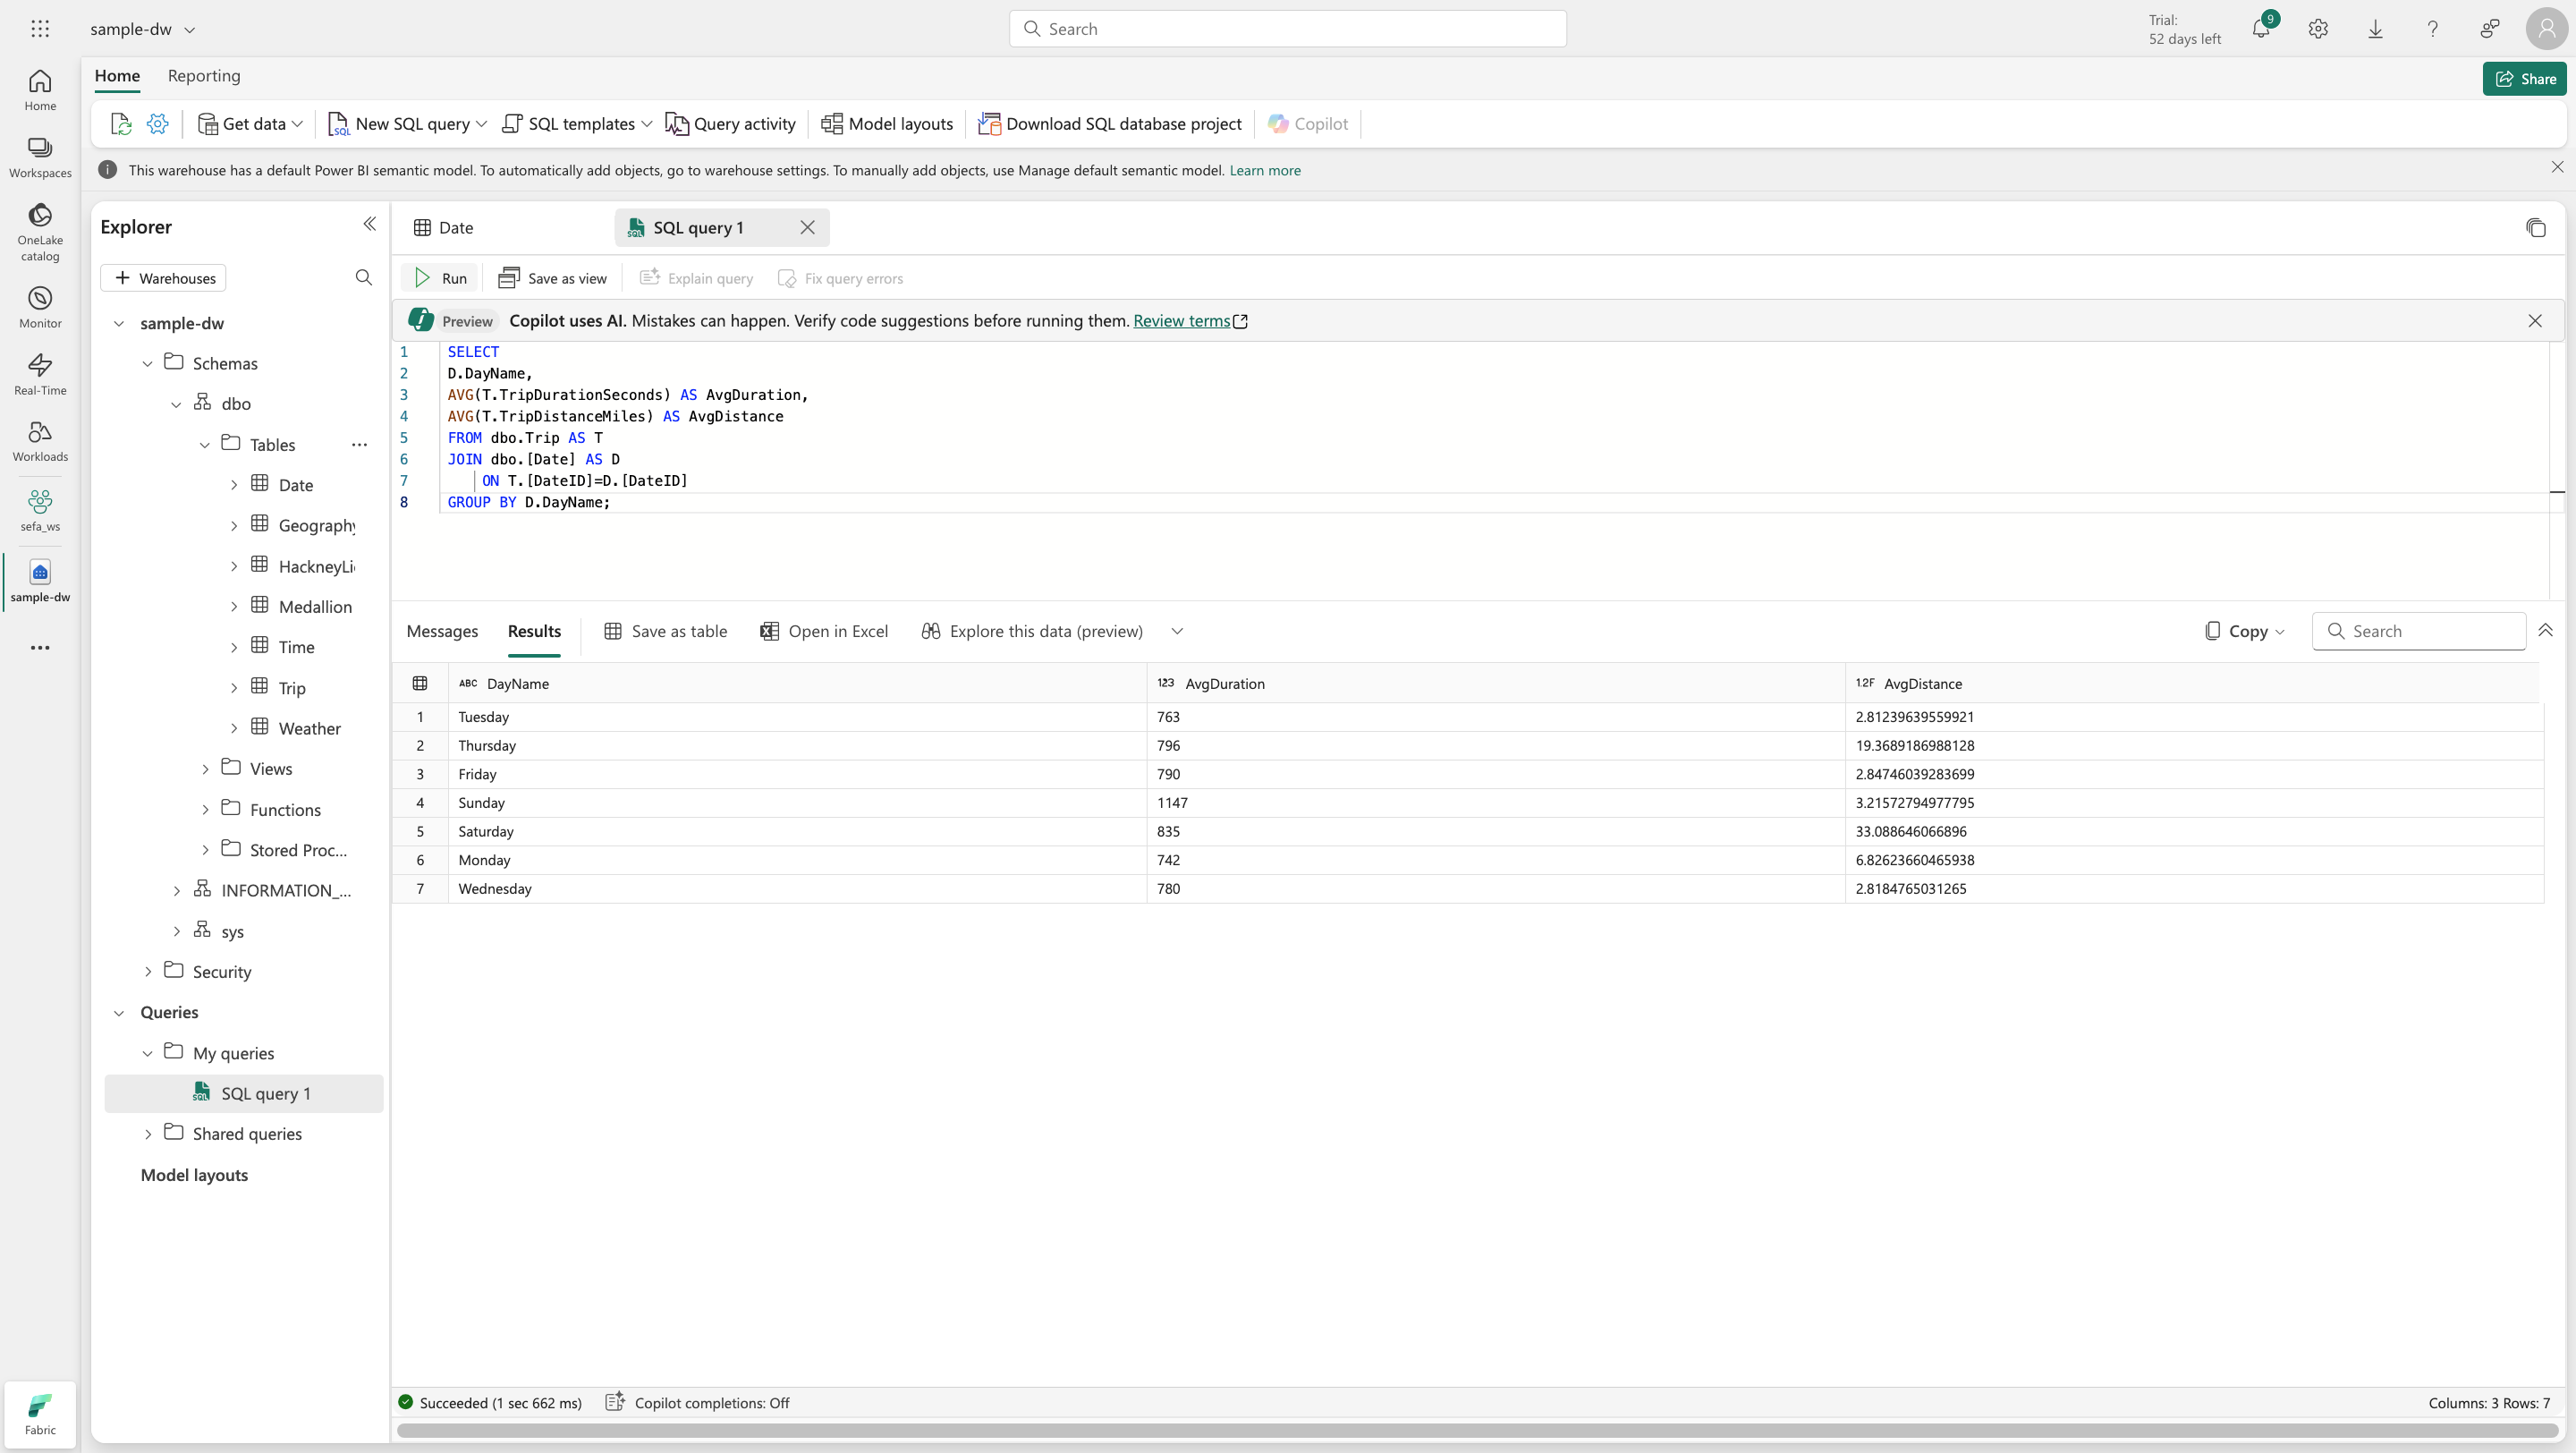 sample-dw
Search
Trial:
52 days left
9
Home
Reporting
Share
Get data
SQL
New SQL query
SQL templates
Query activity
Model layouts
Download SQL database project
Copilot
This warehouse has a default Power BI semantic model. To automatically add objects, go to warehouse settings. To manually add objects, use Manage default semantic model. Learn more
Home
Workspaces
OneLake
catalog
Monitor
Real-Time
Workloads
sefa_ws
sample-dw
Fabric
Explorer
Warehouses
sample-dw
Schemas
dbo
Tables
Date
Geography
HackneyLi
Medallion
Time
Trip
Weather
Views
Functions
Stored Proc...
INFORMATION_...
sys
Security
Queries
My queries
SQL query 1
Shared queries
Model layouts
Date
SQL query 1
Run
Save as view
Explain query
Fix query errors
Preview
Copilot uses AI. Mistakes can happen. Verify code suggestions before running them. Review terms
1 SELECT
2 D.DayName,
3 AVG(T.TripDurationSeconds) AS AvgDuration,
4 AVG(T.TripDistanceMiles) AS AvgDistance
5 FROM dbo.Trip AS T
6 JOIN dbo.[Date] AS D
7 ON T.[DateID]=D.[DateID]
8 GROUP BY D.DayName;
Messages
Results
Save as table
Open in Excel
Explore this data (preview)
Copy
Search
ABC DayName 123 AvgDuration 1.2F AvgDistance
1 Tuesday 763 2.81239639559921
2 Thursday 796 19.3689186988128
3 Friday 790 2.84746039283699
4 Sunday 1147 3.21572794977795
5 Saturday 835 33.088646066896
6 Monday 742 6.82623660465938
7 Wednesday 780 2.8184765031265
Succeeded (1 sec 662 ms)
Copilot completions: Off
Columns: 3 Rows: 7